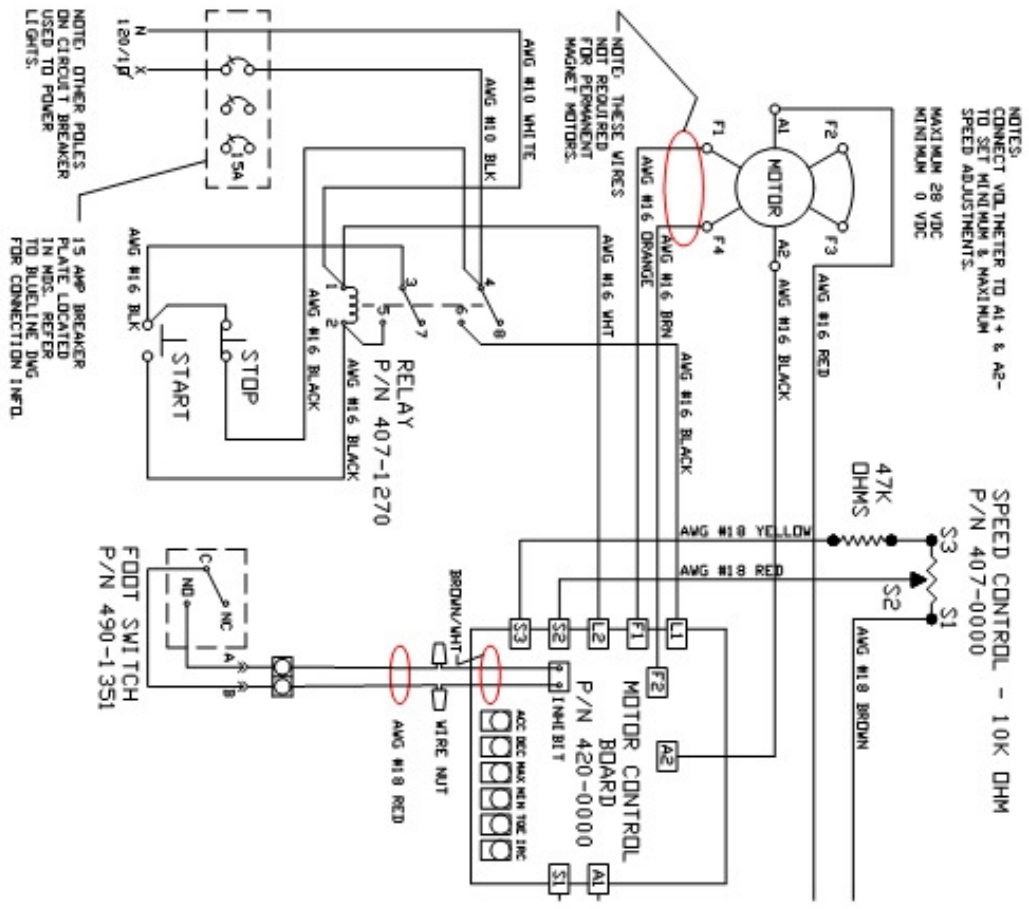 NOTES:
CONNECT VOLTMETER TO A1+ & A2-
TO SET MINIMUM & MAXIMUM
SPEED ADJUSTMENTS.
MAXIMUM 28 VDC
MINIMUM 0 VDC
SPEED CONTROL - 10K OHM
P/N 407-0000
S3
S2
S1
47K
OHMS
AWG #18 BROWN
AWG #18 YELLOW
AWG #18 RED
F2
F3
A1
MOTOR
A2
F1
F4
AWG #16 RED
AWG #16 BLACK
NOTE: THESE WIRES
NOT REQUIRED
FOR PERMANENT
MAGNET MOTORS.
AWG #16 ORANGE
AWG #16 BRN
AWG #16 WHT
AWG #16 BLACK
AWG #10 WHITE
AWG #10 BLK
N
X
120/1Ø
15A
NOTE: OTHER POLES
ON CIRCUIT BREAKER
USED TO POWER
LIGHTS.
15 AMP BREAKER
PLATE LOCATED
IN MDS. REFER
TO BLUELINE DWG
FOR CONNECTION INFO.
1
2
3
4
5
6
7
8
RELAY
P/N 407-1270
AWG #16 BLK
AWG #16 BLACK
AWG #16 BLACK
STOP
START
FOOT SWITCH
P/N 490-1351
C
NO
NC
A
B
BROWN/WHT
WIRE NUT
AWG #18 RED
S3
S2
L2
F1
L1
F2
A2
INHIBIT
MOTOR CONTROL
BOARD
P/N 420-0000
ACC DEC MAX MIN TQE IRC
S1
A1